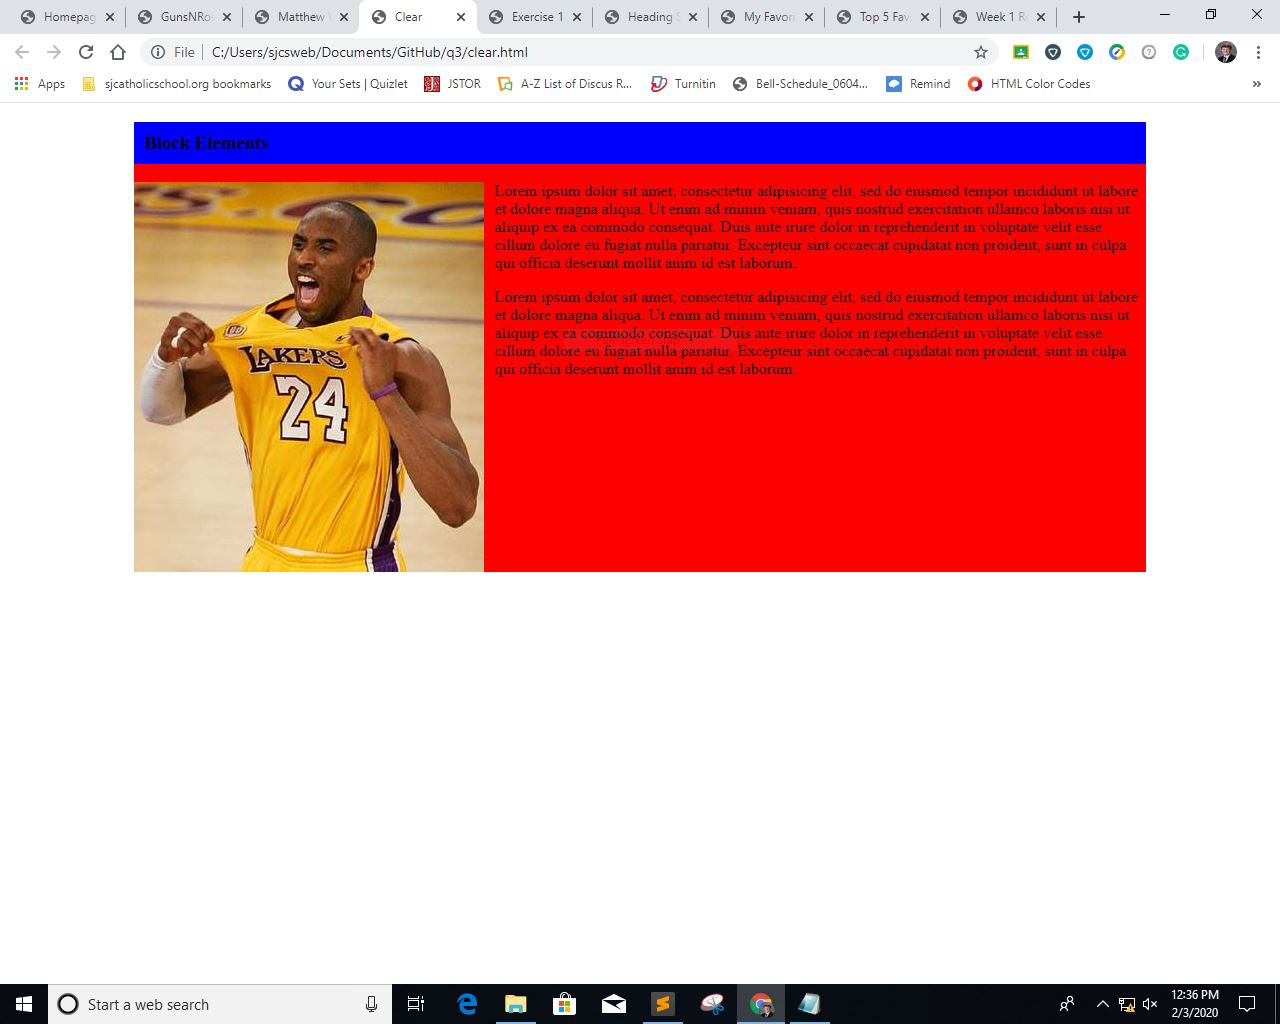 Homepag
GunsNRos
Matthew W
Clear
Exercise 1
Heading S
My Favori
Top 5 Fav
Week 1 R
File
C:/Users/sjcsweb/Documents/GitHub/q3/clear.html
Apps
sjcatholicschool.org bookmarks
Your Sets | Quizlet
JSTOR
A-Z List of Discus R...
Turnitin
Bell-Schedule_0604...
Remind
HTML Color Codes
»
Block Elements
Lorem ipsum dolor sit amet, consectetur adipisicing elit, sed do eiusmod tempor incididunt ut labore
et dolore magna aliqua. Ut enim ad minim veniam, quis nostrud exercitation ullamco laboris nisi ut
aliquip ex ea commodo consequat. Duis aute irure dolor in reprehenderit in voluptate velit esse
cillum dolore eu fugiat nulla pariatur. Excepteur sint occaecat cupidatat non proident, sunt in culpa
qui officia deserunt mollit anim id est laborum.
Lorem ipsum dolor sit amet, consectetur adipisicing elit, sed do eiusmod tempor incididunt ut labore
et dolore magna aliqua. Ut enim ad minim veniam, quis nostrud exercitation ullamco laboris nisi ut
aliquip ex ea commodo consequat. Duis aute irure dolor in reprehenderit in voluptate velit esse
cillum dolore eu fugiat nulla pariatur. Excepteur sint occaecat cupidatat non proident, sunt in culpa
qui officia deserunt mollit anim id est laborum.
S.CO
LAKERS
24
Start a web search
12:36 PM
2/3/2020